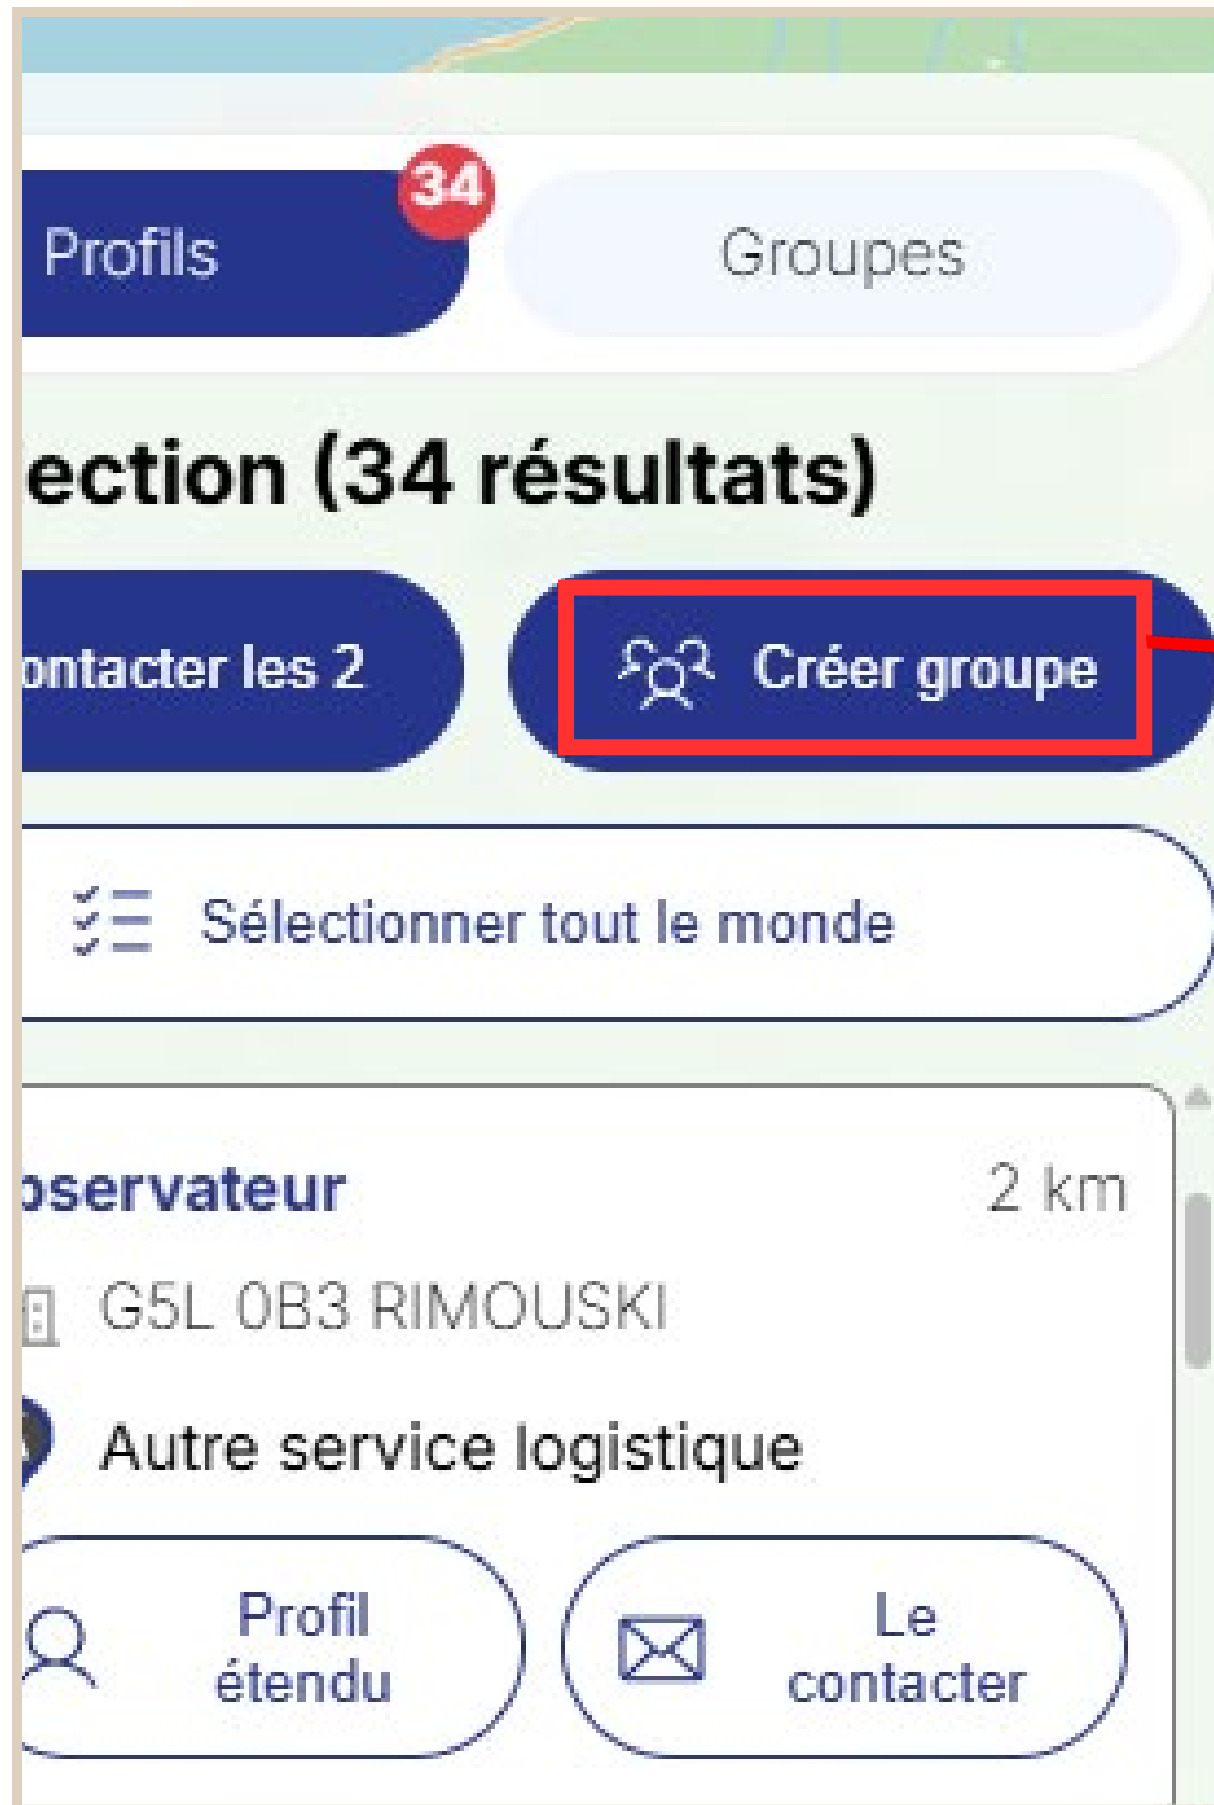 34
Profils
Groupes
ection (34 résultats)
ontacter les 2
Créer groupe
Sélectionner tout le monde
bservateur
2 km
G5L 0B3 RIMOUSKI
Autre service logistique
Profil
étendu
Le
contacter